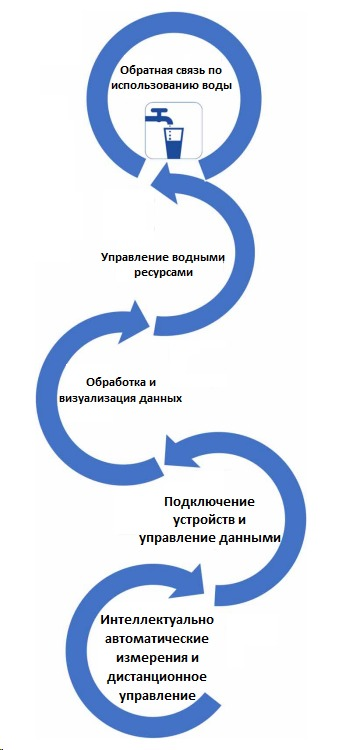 Обратная связь по
использованию воды
Управление водными
ресурсами
Обработка и
визуализация данных
Подключение
устройств и
управление данными
Интеллектуально
автоматические
измерения и
дистанционное
управление